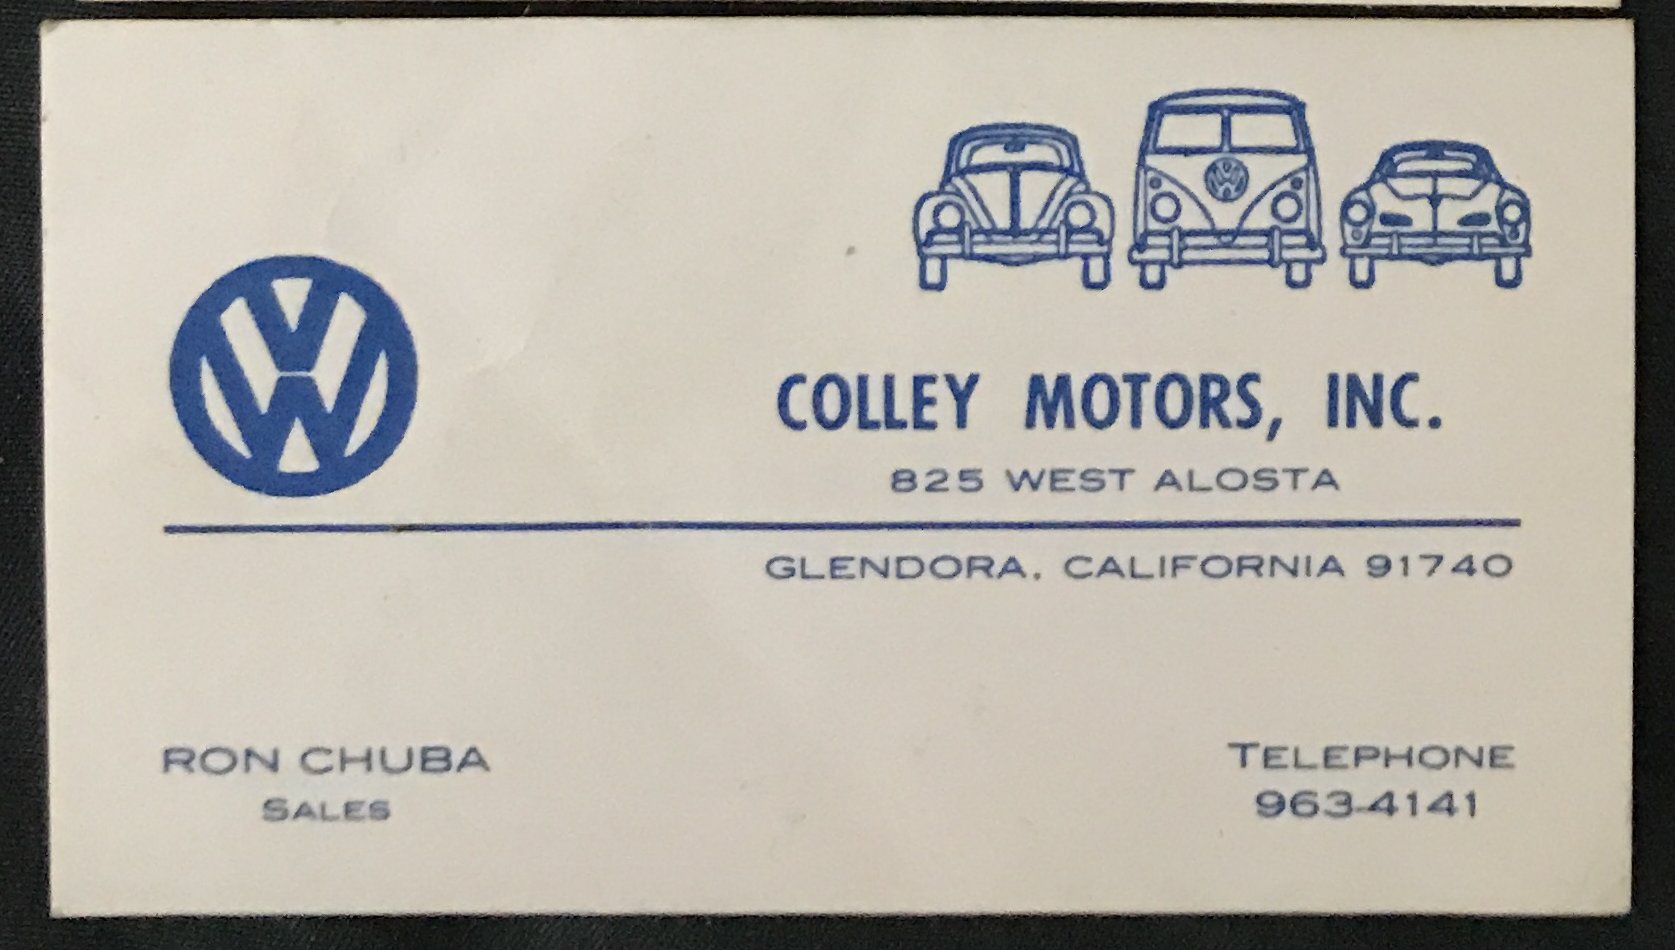 COLLEY MOTORS, INC.
825 WEST ALOSTA
GLENDORA, CALIFORNIA 91740
RON CHUBA
SALES
TELEPHONE
963-4141